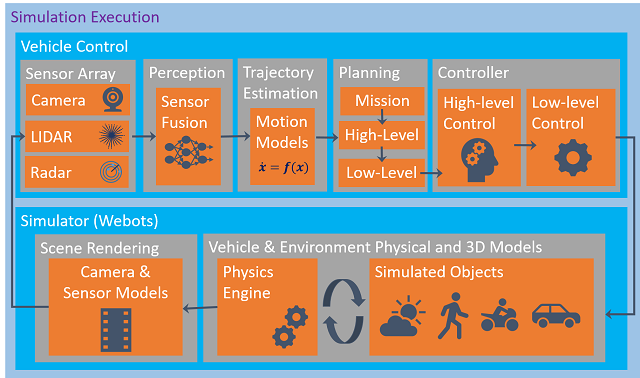 Simulation Execution
Vehicle Control
Sensor Array
Camera
LIDAR
Radar
Perception
Sensor
Fusion
Trajectory
Estimation
Motion
Models
ẋ = f(x)
Planning
Mission
High-Level
Low-Level
Controller
High-level
Control
Low-level
Control
Simulator (Webots)
Scene Rendering
Camera &
Sensor Models
Vehicle & Environment Physical and 3D Models
Physics
Engine
Simulated Objects